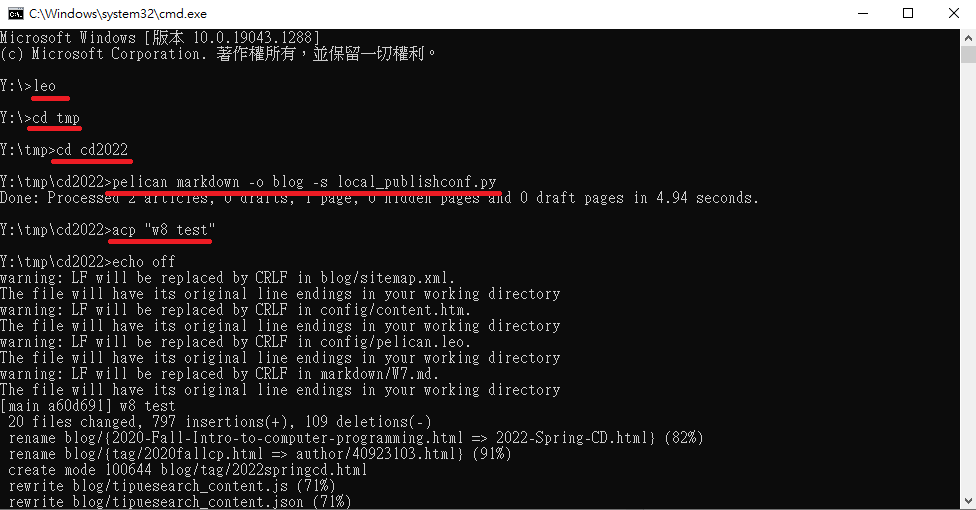 C:\Windows\system32\cmd.exe
Microsoft Windows [版本 10.0.19043.1288]
(c) Microsoft Corporation. 著作權所有，並保留一切權利。
Y:\>leo
Y:\>cd tmp
Y:\tmp>cd cd2022
Y:\tmp\cd2022>pelican markdown -o blog -s local_publishconf.py
Done: Processed 2 articles, 0 drafts, 1 page, 0 hidden pages and 0 draft pages in 4.94 seconds.
Y:\tmp\cd2022>acp "w8 test"
Y:\tmp\cd2022>echo off
warning: LF will be replaced by CRLF in blog/sitemap.xml.
The file will have its original line endings in your working directory
warning: LF will be replaced by CRLF in config/content.htm.
The file will have its original line endings in your working directory
warning: LF will be replaced by CRLF in config/pelican.leo.
The file will have its original line endings in your working directory
warning: LF will be replaced by CRLF in markdown/W7.md.
The file will have its original line endings in your working directory
[main a60d691] w8 test
 20 files changed, 797 insertions(+), 109 deletions(-)
 rename blog/{2020-Fall-Intro-to-computer-programming.html => 2022-Spring-CD.html} (82%)
 rename blog/{tag/2020fallcp.html => author/40923103.html} (91%)
 create mode 100644 blog/tag/2022springcd.html
 rewrite blog/tipuesearch_content.js (71%)
 rewrite blog/tipuesearch_content.json (71%)